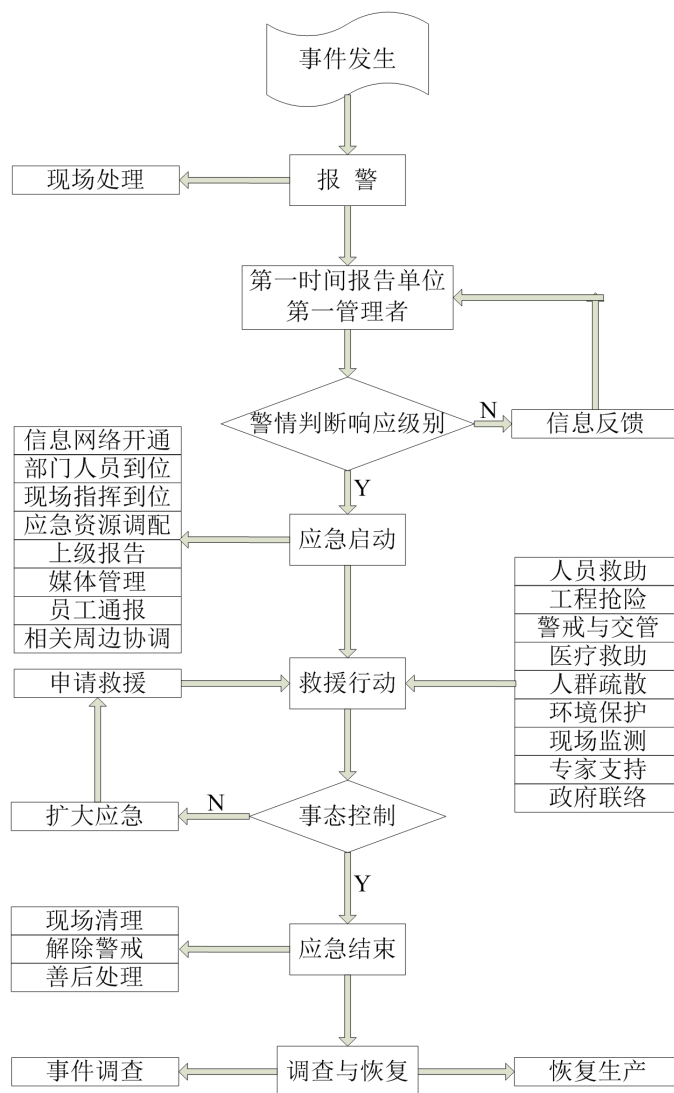 事件发生
现场处理
报 警
第一时间报告单位
第一管理者
警情判断响应级别
N
信息反馈
Y
信息网络开通
部门人员到位
现场指挥到位
应急资源调配
上级报告
媒体管理
员工通报
相关周边协调
应急启动
人员救助
工程抢险
警戒与交管
医疗救助
人群疏散
环境保护
现场监测
专家支持
政府联络
申请救援
救援行动
扩大应急
N
事态控制
Y
现场清理
解除警戒
善后处理
应急结束
事件调查
调查与恢复
恢复生产